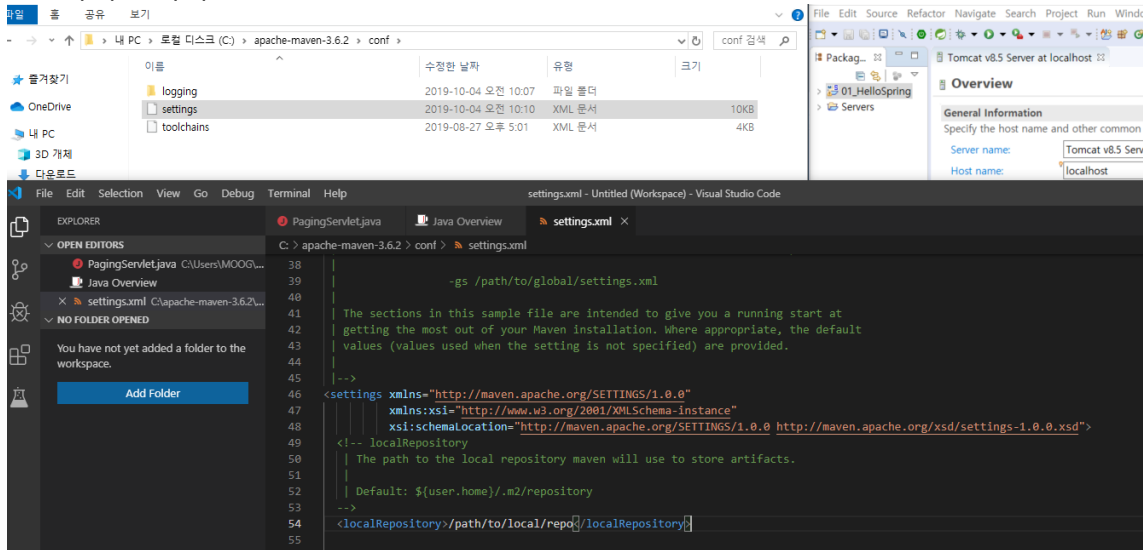 파일 홈 공유 보기
내 PC > 로컬 디스크 (C:) > apache-maven-3.6.2 > conf >
conf 검색
이름 수정한 날짜 유형 크기
즐겨찾기
OneDrive
내 PC
3D 개체
다운로드
logging 2019-10-04 오전 10:07 파일 폴더
settings 2019-10-04 오전 10:10 XML 문서 10KB
toolchains 2019-08-27 오후 5:01 XML 문서 4KB
File Edit Source Refactor Navigate Search Project Run
Packag...
01_HelloSpring
Servers
Tomcat v8.5 Server at localhost
Overview
General Information
Specify the host name and other common
Server name: Tomcat v8.5 Serv
Host name: localhost
File Edit Selection View Go Debug Terminal Help
settings.xml - Untitled (Workspace) - Visual Studio Code
EXPLORER
OPEN EDITORS
PagingServlet.java C:\Users\MOOG\...
Java Overview
settings.xml C:\apache-maven-3.6.2\...
NO FOLDER OPENED
You have not yet added a folder to the
workspace.
Add Folder
PagingServlet.java Java Overview settings.xml
C: > apache-maven-3.6.2 > conf > settings.xml
38 |
39 | -gs /path/to/global/settings.xml
40 |
41 | The sections in this sample file are intended to give you a running start at
42 | getting the most out of your Maven installation. Where appropriate, the default
43 | values (values used when the setting is not specified) are provided.
44 |
45 |-->
46 <settings xmlns="http://maven.apache.org/SETTINGS/1.0.0"
47 xmlns:xsi="http://www.w3.org/2001/XMLSchema-instance"
48 xsi:schemaLocation="http://maven.apache.org/SETTINGS/1.0.0 http://maven.apache.org/xsd/settings-1.0.0.xsd">
49 <!-- localRepository
50 | The path to the local repository maven will use to store artifacts.
51 |
52 | Default: ${user.home}/.m2/repository
53 -->
54 <localRepository>/path/to/local/repo</localRepository>
55